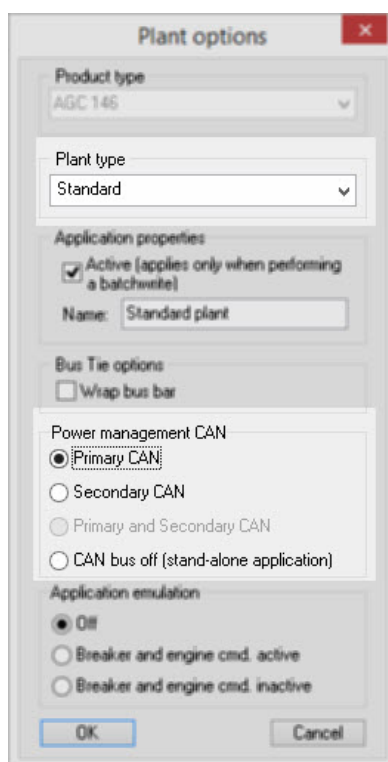 Plant options
Product type
AGC 146
Plant type
Standard
Application properties
Active (applies only when performing
a batchwrite)
Name: Standard plant
Bus Tie options
Wrap bus bar
Power management CAN
Primary CAN
Secondary CAN
Primary and Secondary CAN
CAN bus off (stand-alone application)
Application emulation
Off
Breaker and engine cmd. active
Breaker and engine cmd. inactive
OK Cancel